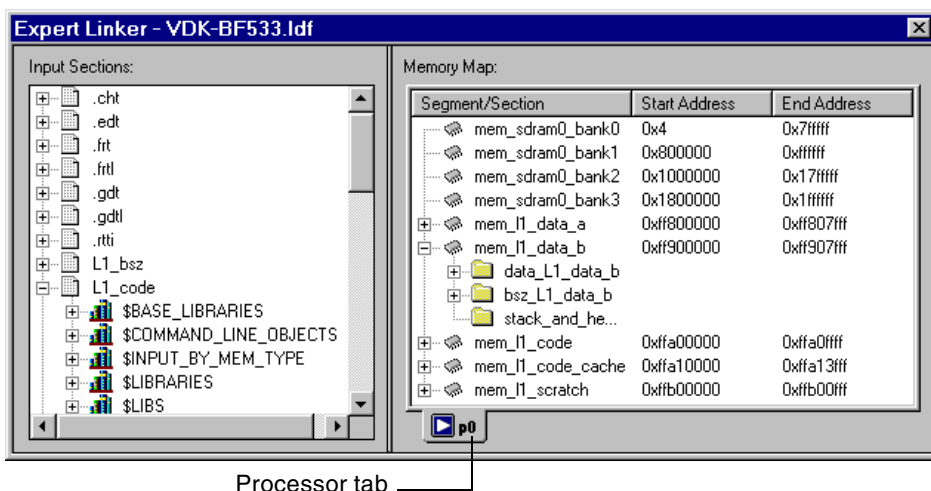 Expert Linker - VDK-BF533.ldf
Input Sections:
.cht
.edt
.frt
.frtl
.gdt
.gdtl
.rtti
L1_bsz
L1_code
$BASE_LIBRARIES
$COMMAND_LINE_OBJECTS
$INPUT_BY_MEM_TYPE
$LIBRARIES
$LIBS
Memory Map:
Segment/Section Start Address End Address
mem_sdram0_bank0 0x4 0x7fffff
mem_sdram0_bank1 0x800000 0xffffff
mem_sdram0_bank2 0x1000000 0x17fffff
mem_sdram0_bank3 0x1800000 0x1ffffff
mem_l1_data_a 0xff800000 0xff807fff
mem_l1_data_b 0xff900000 0xff907fff
data_L1_data_b
bsz_L1_data_b
stack_and_he...
mem_l1_code 0xffa00000 0xffa0ffff
mem_l1_code_cache 0xffa10000 0xffa13fff
mem_l1_scratch 0xffb00000 0xffb00fff
p0
Processor tab